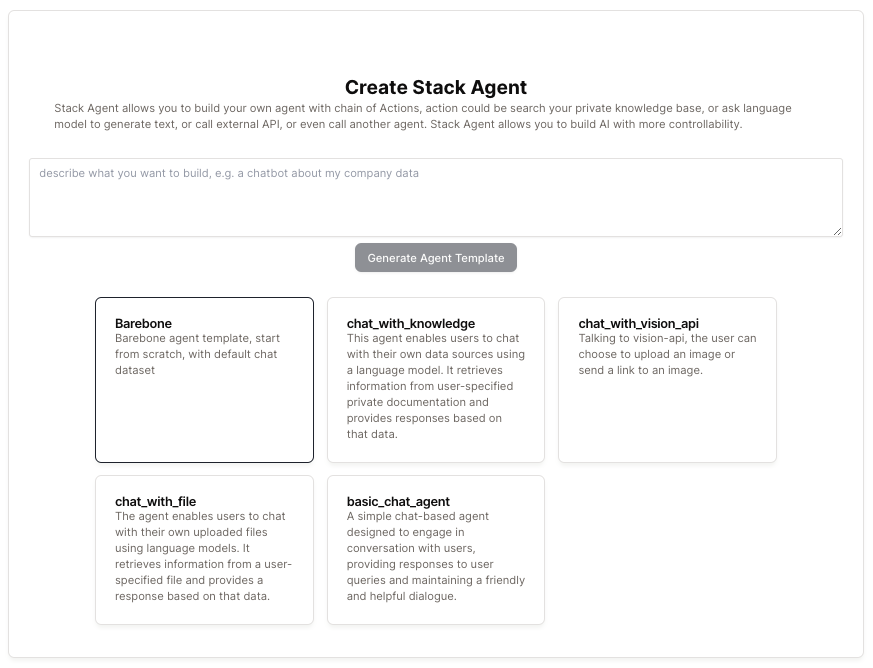 Create Stack Agent
Stack Agent allows you to build your own agent with chain of Actions, action could be search your private knowledge base, or ask language
model to generate text, or call external API, or even call another agent. Stack Agent allows you to build AI with more controllability.
describe what you want to build, e.g. a chatbot about my company data
Generate Agent Template
Barebone
Barebone agent template, start
from scratch, with default chat
dataset
chat_with_knowledge
This agent enables users to chat
with their own data sources using
a language model. It retrieves
information from user-specified
private documentation and
provides responses based on
that data.
chat_with_vision_api
Talking to vision-api, the user can
choose to upload an image or
send a link to an image.
chat_with_file
The agent enables users to chat
with their own uploaded files
using language models. It
retrieves information from a user-
specified file and provides a
response based on that data.
basic_chat_agent
A simple chat-based agent
designed to engage in
conversation with users,
providing responses to user
queries and maintaining a friendly
and helpful dialogue.